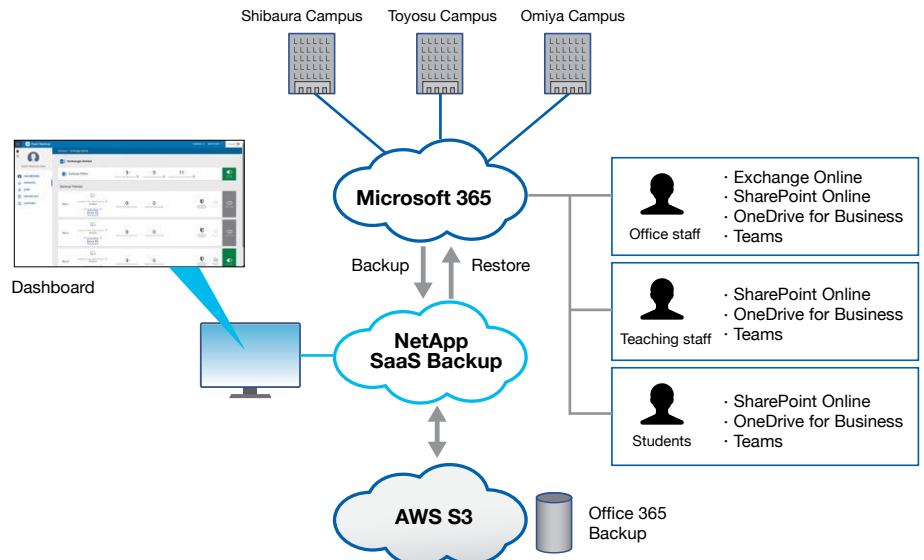 Shibaura Campus
Toyosu Campus
Omiya Campus
Microsoft 365
Backup
Restore
Dashboard
NetApp
SaaS Backup
AWS S3
Office 365
Backup
Office staff
· Exchange Online
· SharePoint Online
· OneDrive for Business
· Teams
Teaching staff
· SharePoint Online
· OneDrive for Business
· Teams
Students
· SharePoint Online
· OneDrive for Business
· Teams